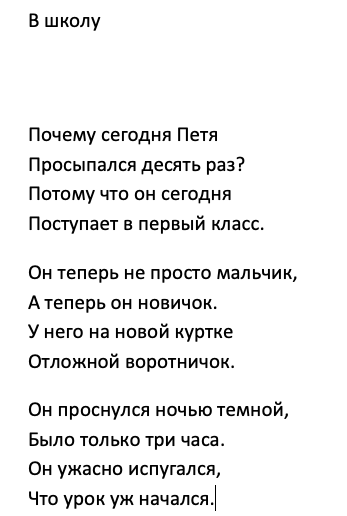 В школу
Почему сегодня Петя
Просыпался десять раз?
Потому что он сегодня
Поступает в первый класс.
Он теперь не просто мальчик,
А теперь он новичок.
У него на новой куртке
Отложной воротничок.
Он проснулся ночью темной,
Было только три часа.
Он ужасно испугался,
Что урок уж начался.